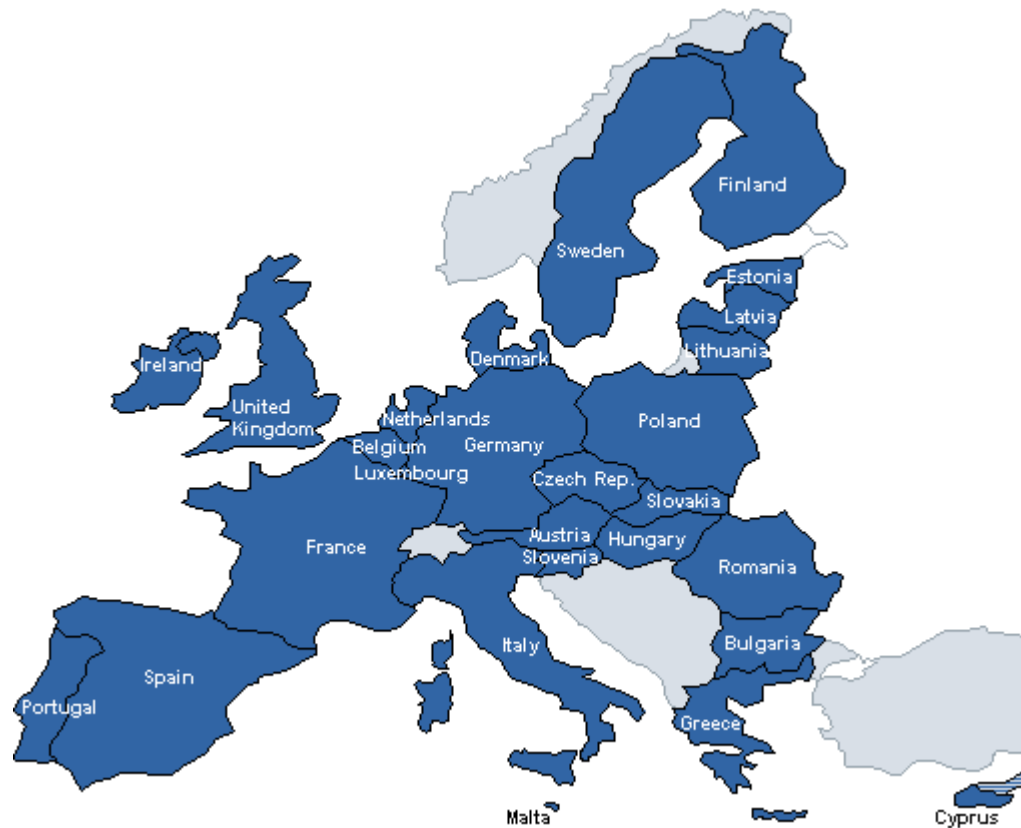 Finland
Sweden
Estonia
Latvia
Lithuania
Denmark
Ireland
United
Kingdom
Netherlands
Poland
Belgium
Germany
Luxembourg
Czech Rep.
Slovakia
Austria
Hungary
France
Slovenia
Romania
Italy
Bulgaria
Spain
Portugal
Greece
Malta
Cyprus